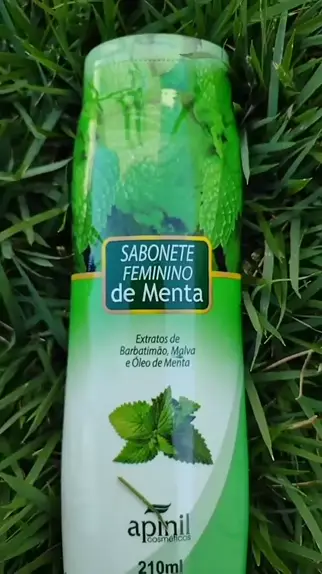 SABONETE
FEMININO
de Menta
Extratos de
Barbatimão, Malva
e Óleo de Menta
apinil
cosméticos
210ml